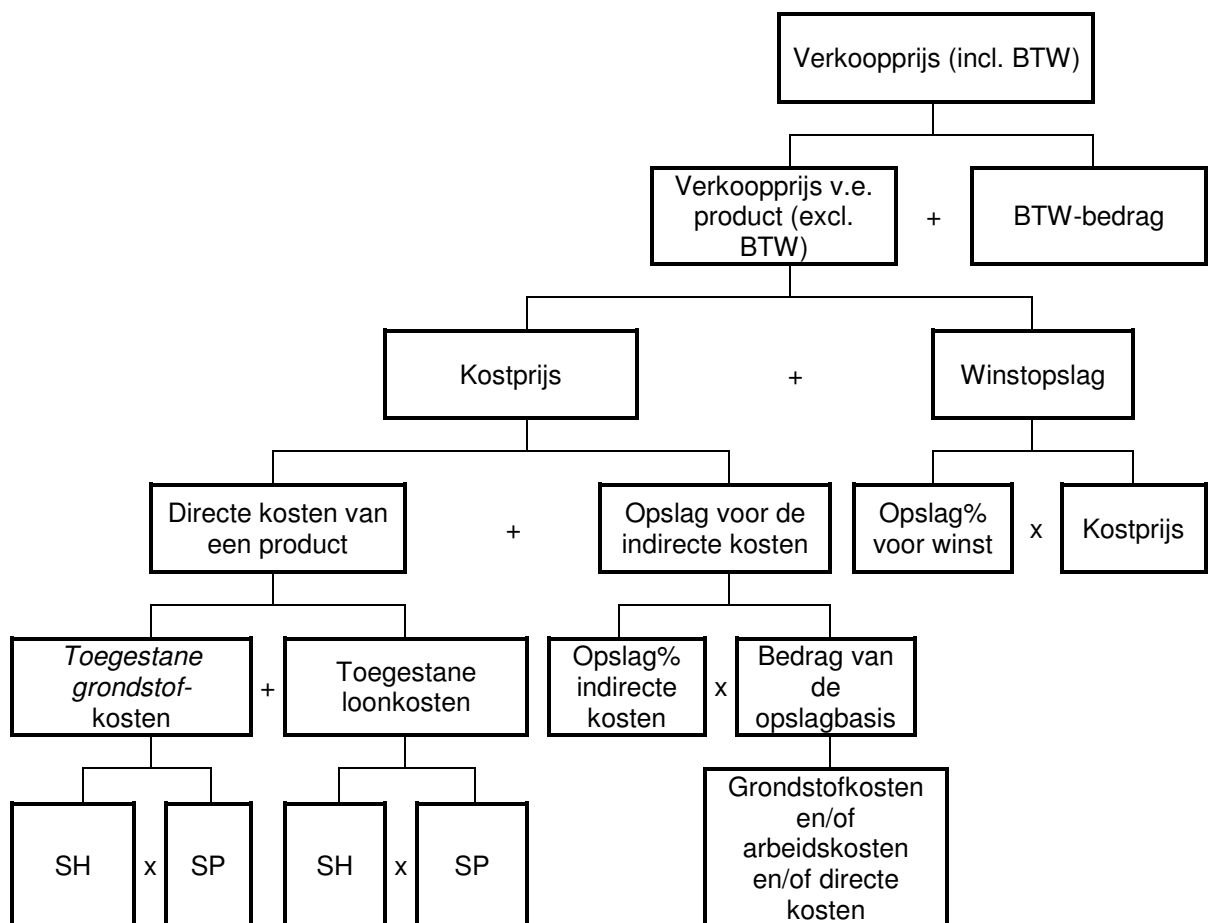 Verkoopprijs (incl. BTW)
Verkoopprijs v.e.
product (excl.
BTW)
+
BTW-bedrag
Kostprijs
+
Winstopslag
Directe kosten van
een product
+
Opslag voor de
indirecte kosten
Opslag%
voor winst
x
Kostprijs
Toegestane
grondstof-
kosten
+
Toegestane
loonkosten
Opslag%
indirecte
kosten
x
Bedrag van
de
opslagbasis
SH
x
SP
SH
x
SP
Grondstofkosten
en/of
arbeidskosten
en/of directe
kosten